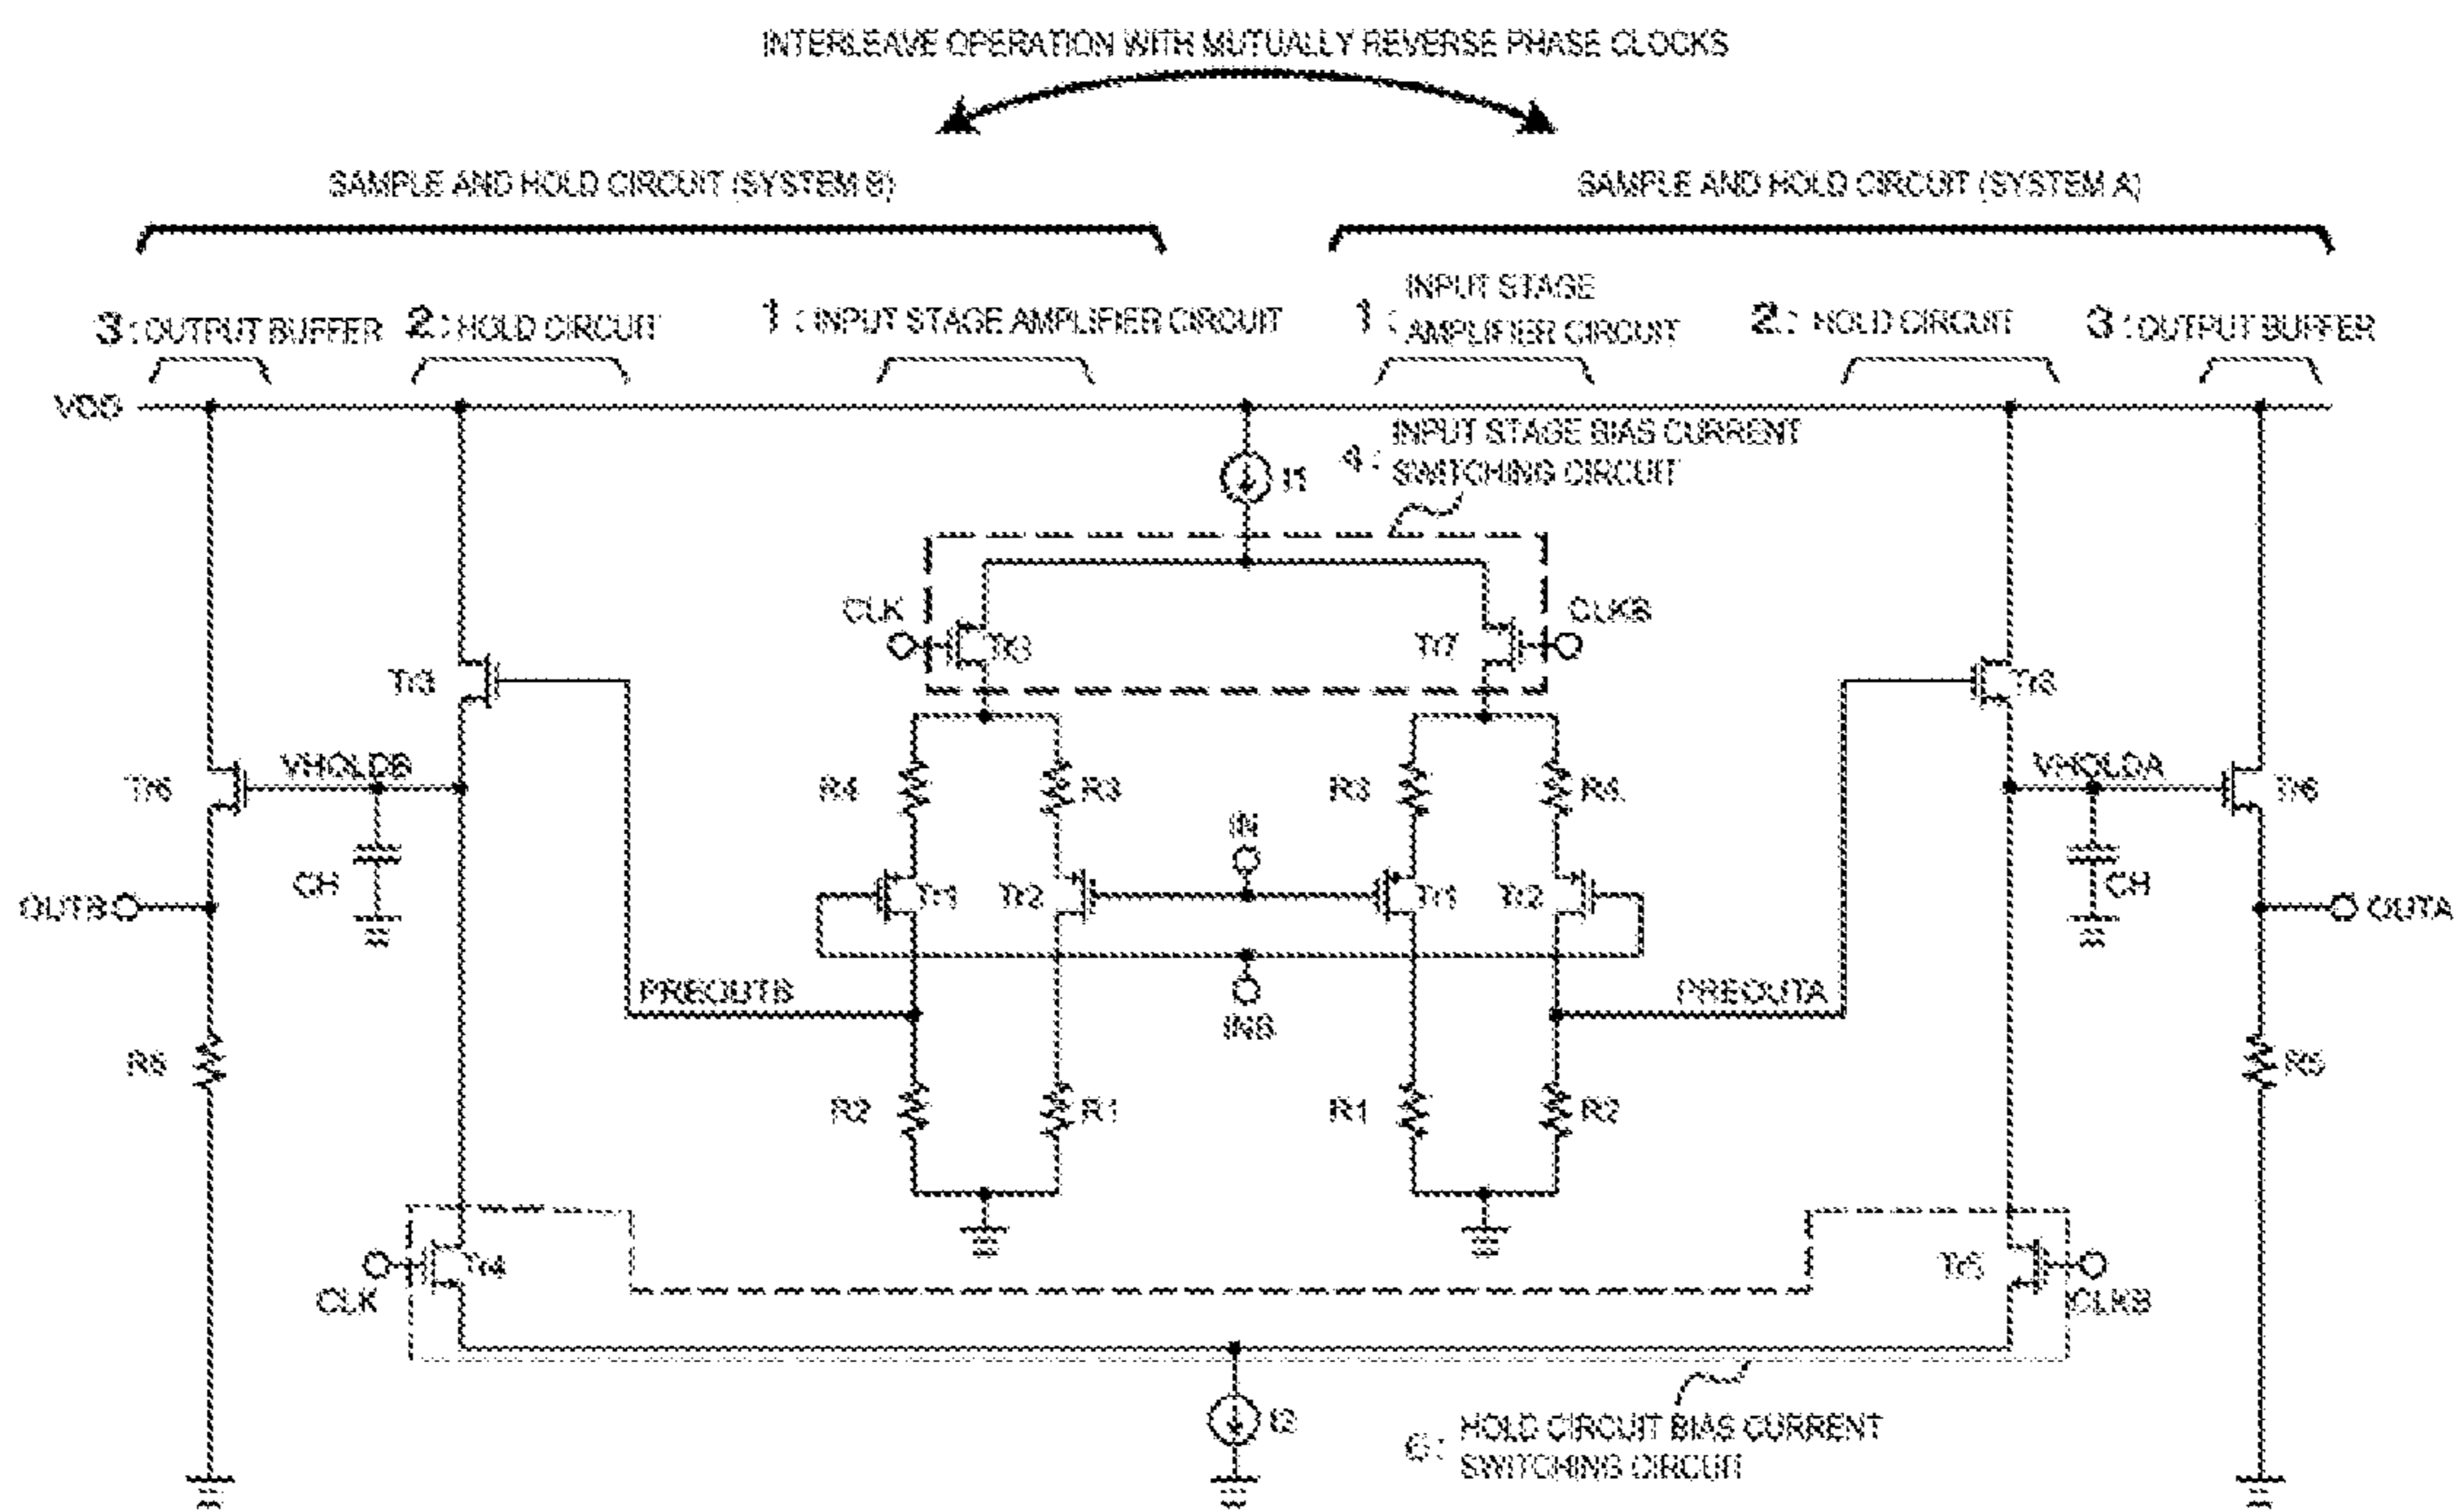 INTERLEAVE OPERATION WITH MUTUALLY REVERSE PHASE CLOCKS
SAMPLE AND HOLD CIRCUIT (SYSTEM B)
SAMPLE AND HOLD CIRCUIT (SYSTEM A)
3: OUTPUT BUFFER
2: HOLD CIRCUIT
1: INPUT STAGE AMPLIFIER CIRCUIT
1: INPUT STAGE
AMPLIFIER CIRCUIT
2: HOLD CIRCUIT
3: OUTPUT BUFFER
VDD
I1
4: INPUT STAGE BIAS CURRENT
SWITCHING CIRCUIT
CLK
Tr7
CLKB
Tr3
VHOLDB
VHOLDA
Tr6
Tr6
R4
R3
R3
IN
CH
CH
Tr1
Tr2
Tr1
Tr2
OUTB
OUTA
PREOUTB
INB
PREOUTA
R5
R2
R1
R1
R2
Tr4
CLK
Tr5
CLKB
HOLD CIRCUIT BIAS CURRENT
SWITCHING CIRCUIT